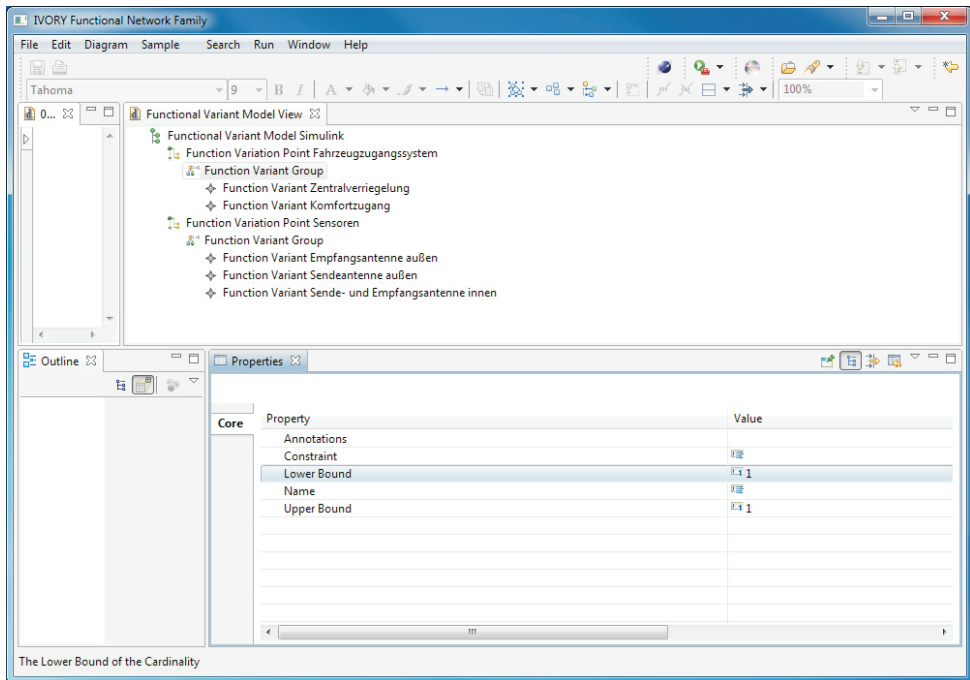 IVORY Functional Network Family
File Edit Diagram Sample Search Run Window Help
Tahoma 9 B I A 100%
0... Functional Variant Model View
Functional Variant Model Simulink
Function Variation Point Fahrzeugzugangssystem
Function Variant Group
Function Variant Zentralverriegelung
Function Variant Komfortzugang
Function Variation Point Sensoren
Function Variant Group
Function Variant Empfangsantenne außen
Function Variant Sendeantenne außen
Function Variant Sende- und Empfangsantenne innen
Outline
Properties
Core
Property Value
Annotations
Constraint
Lower Bound 1
Name
Upper Bound 1
The Lower Bound of the Cardinality